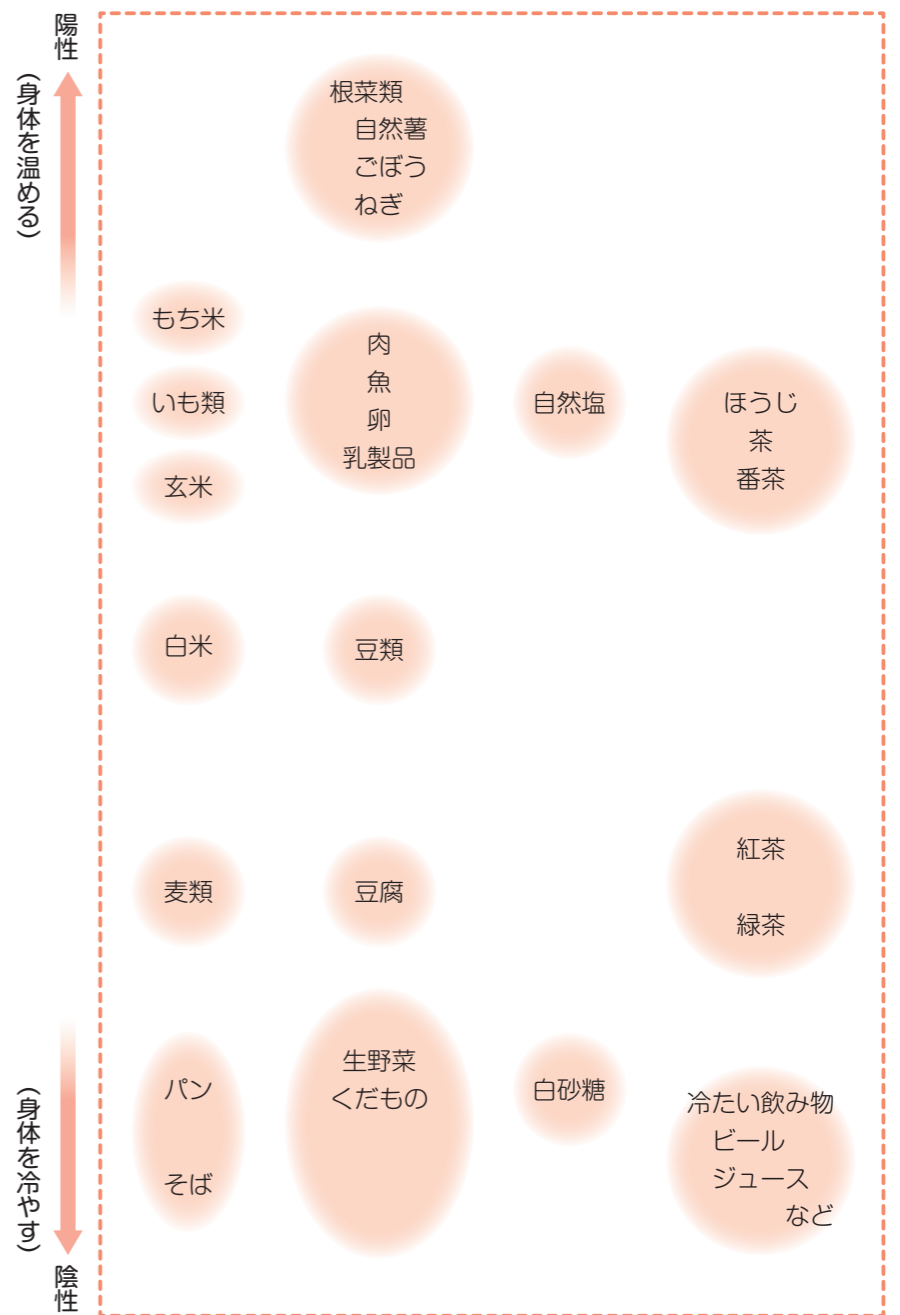 陽性
(身体を温める)
根菜類
自然薯
ごぼう
ねぎ
もち米
いも類
玄米
肉
魚
卵
乳製品
自然塩
ほうじ
茶
番茶
白米
豆類
麦類
豆腐
紅茶
緑茶
パン
そば
生野菜
くだもの
白砂糖
冷たい飲み物
ビール
ジュース
など
(身体を冷やす)
陰性